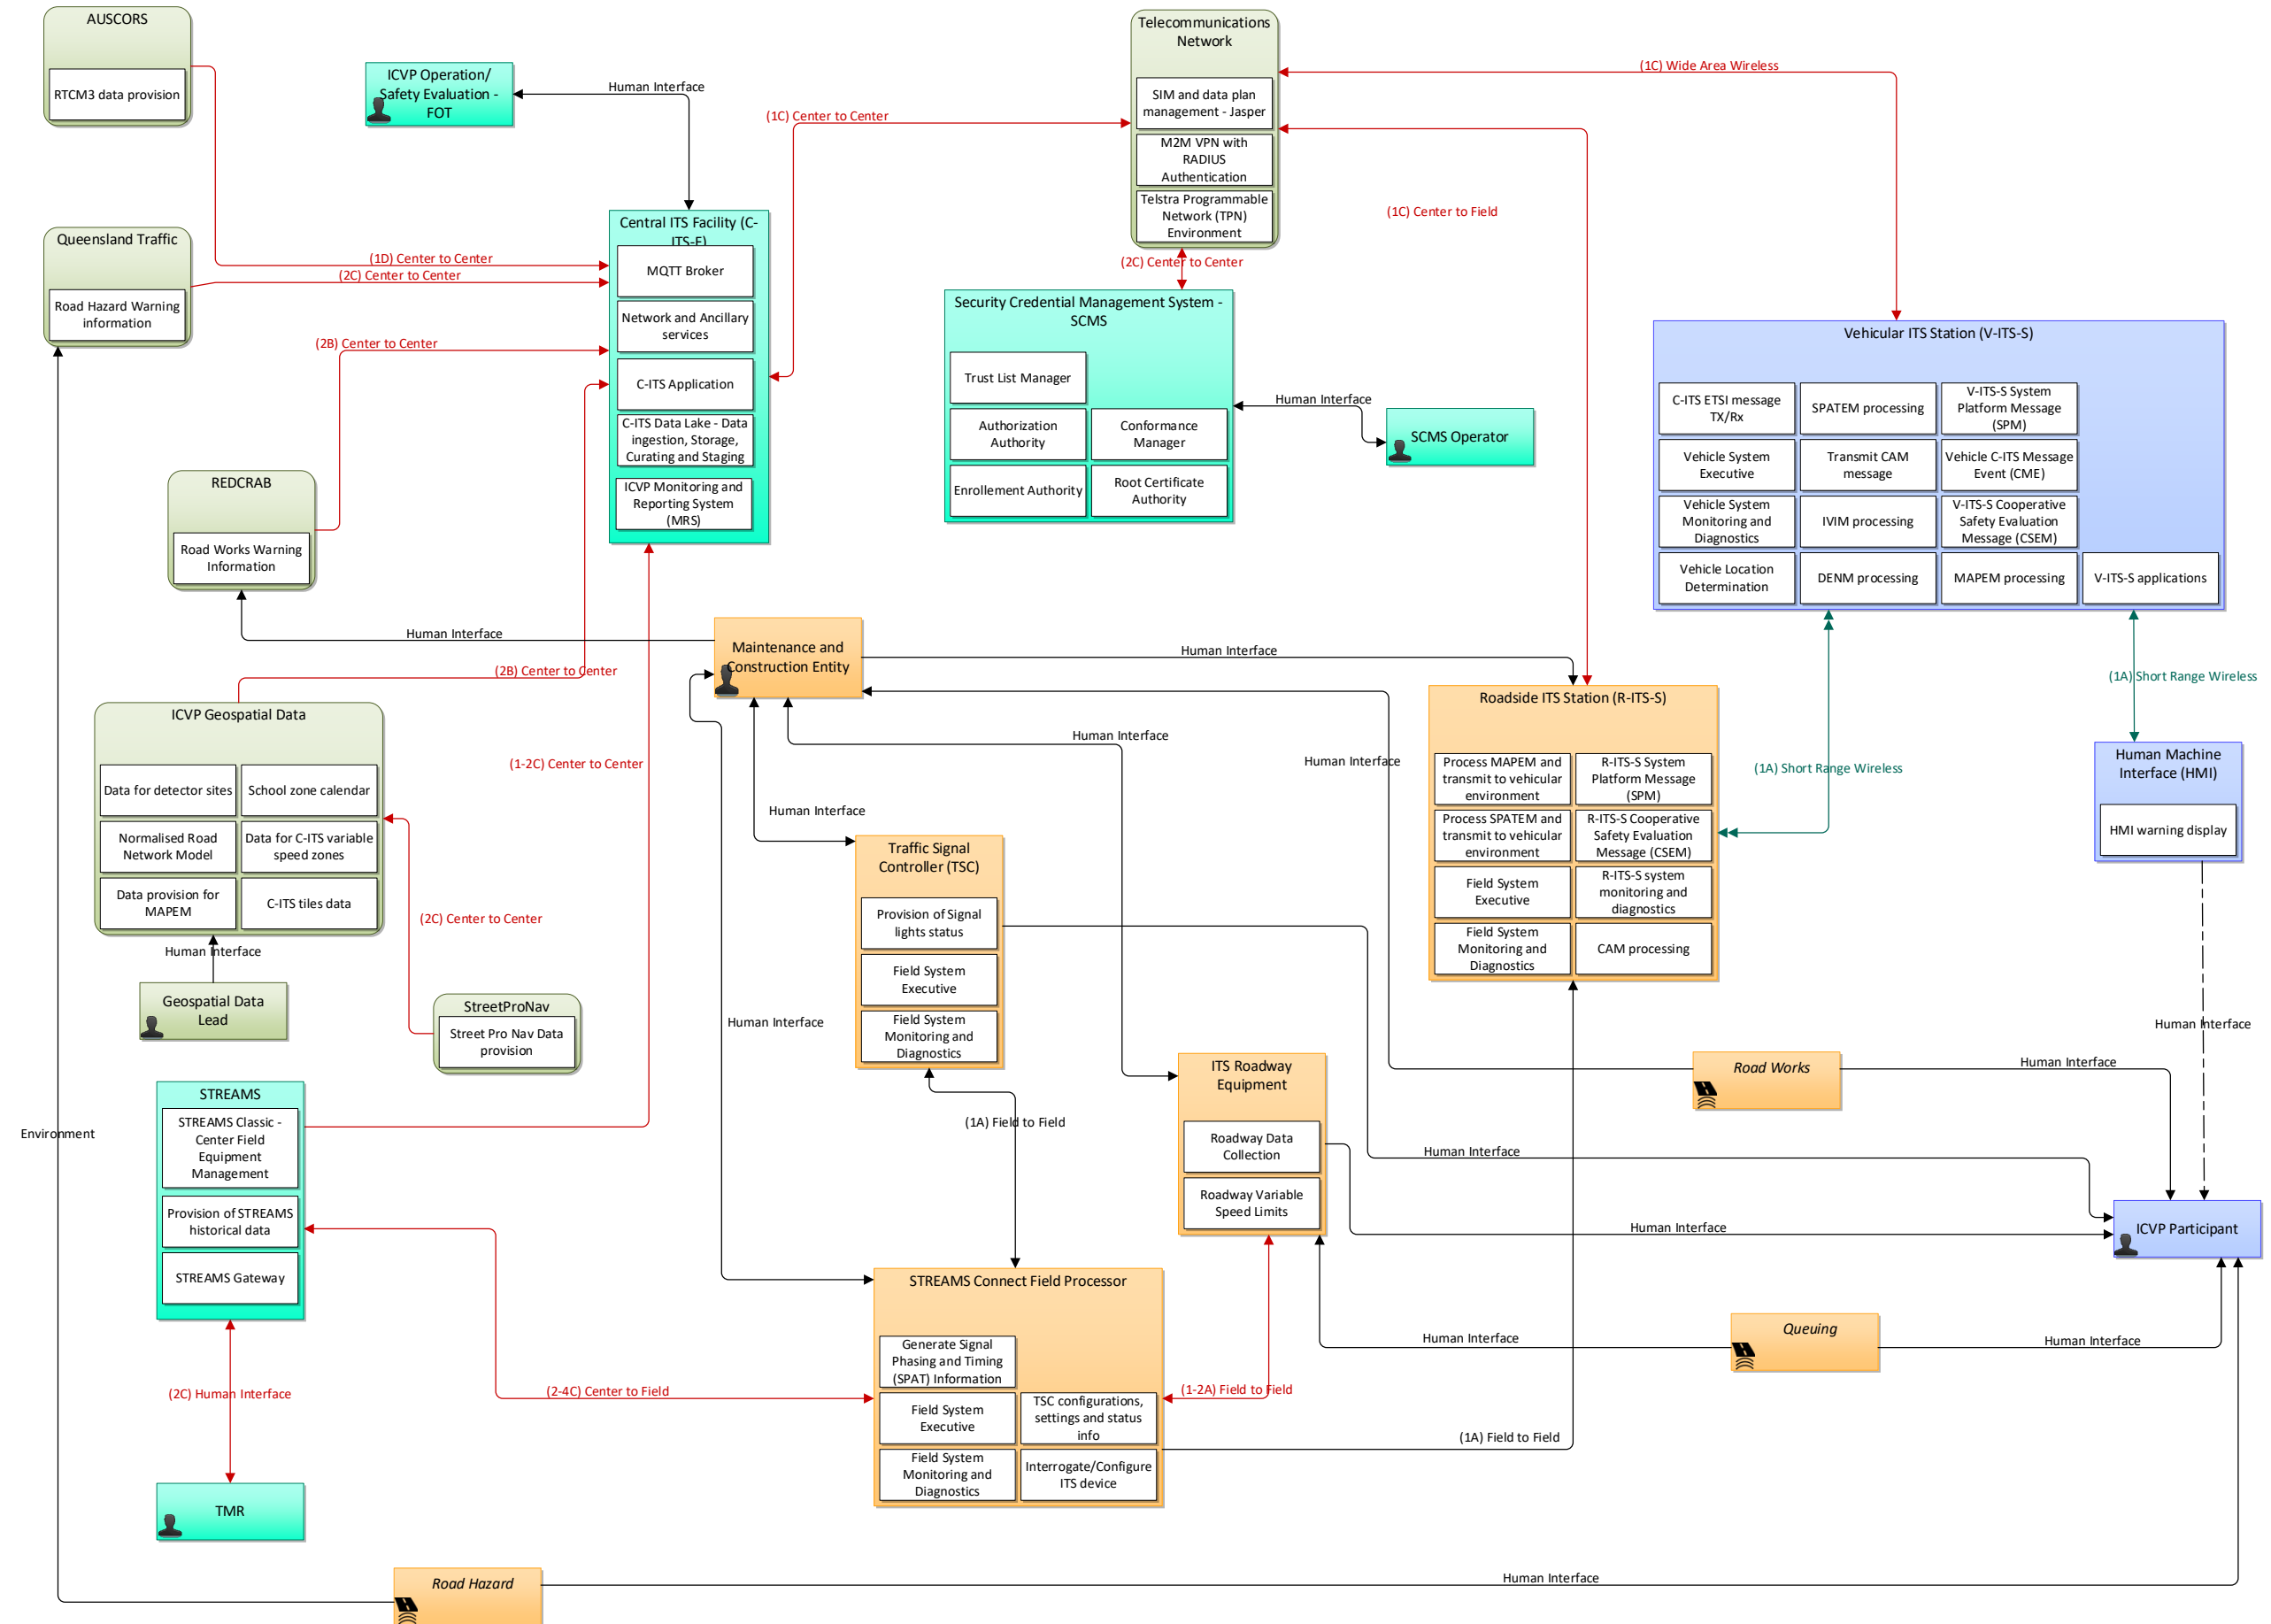 AUSCORS
RTCM3 data provision
ICVP Operation/
Safety Evaluation -
FOT
Human Interface
(1C) Center to Center
Telecommunications
Network
SIM and data plan
management - Jasper
M2M VPN with
RADIUS
Authentication
Telstra Programmable
Network (TPN)
Environment
(1C) Wide Area Wireless
(1C) Center to Field
Queensland Traffic
Road Hazard Warning
information
(1D) Center to Center
(2C) Center to Center
(2B) Center to Center
Central ITS Facility (C-
ITS-F)
MQTT Broker
Network and Ancillary
services
C-ITS Application
C-ITS Data Lake - Data
ingestion, Storage,
Curating and Staging
ICVP Monitoring and
Reporting System
(MRS)
(2C) Center to Center
Security Credential Management System -
SCMS
Trust List Manager
Authorization
Authority
Conformance
Manager
Enrollement Authority
Root Certificate
Authority
Human Interface
SCMS Operator
Vehicular ITS Station (V-ITS-S)
C-ITS ETSI message
TX/Rx
SPATEM processing
V-ITS-S System
Platform Message
(SPM)
Vehicle System
Executive
Transmit CAM
message
Vehicle C-ITS Message
Event (CME)
Vehicle System
Monitoring and
Diagnostics
IVIM processing
V-ITS-S Cooperative
Safety Evaluation
Message (CSEM)
Vehicle Location
Determination
DENM processing
MAPEM processing
V-ITS-S applications
REDCRAB
Road Works Warning
Information
Human Interface
(2B) Center to Center
Maintenance and
Construction Entity
Human Interface
(1A) Short Range Wireless
(1A) Short Range Wireless
Roadside ITS Station (R-ITS-S)
Process MAPEM and
transmit to vehicular
environment
R-ITS-S System
Platform Message
(SPM)
Process SPATEM and
transmit to vehicular
environment
R-ITS-S Cooperative
Safety Evaluation
Message (CSEM)
Field System
Executive
R-ITS-S system
monitoring and
diagnostics
Field System
Monitoring and
Diagnostics
CAM processing
Human Machine
Interface (HMI)
HMI warning display
ICVP Geospatial Data
Data for detector sites
School zone calendar
Normalised Road
Network Model
Data for C-ITS variable
speed zones
Data provision for
MAPEM
C-ITS tiles data
(1-2C) Center to Center
Human Interface
Human Interface
Human Interface
(2C) Center to Center
Human Interface
Geospatial Data
Lead
StreetProNav
Street Pro Nav Data
provision
Traffic Signal
Controller (TSC)
Provision of Signal
lights status
Field System
Executive
Field System
Monitoring and
Diagnostics
Human Interface
Human Interface
ITS Roadway
Equipment
Roadway Data
Collection
Roadway Variable
Speed Limits
Road Works
Human Interface
STREAMS
STREAMS Classic -
Center Field
Equipment
Management
Provision of STREAMS
historical data
STREAMS Gateway
Environment
(1A) Field to Field
Human Interface
Human Interface
ICVP Participant
STREAMS Connect Field Processor
Generate Signal
Phasing and Timing
(SPAT) Information
Field System
Executive
TSC configurations,
settings and status
info
Field System
Monitoring and
Diagnostics
Interrogate/Configure
ITS device
Human Interface
Queuing
Human Interface
(2C) Human Interface
(2-4C) Center to Field
(1-2A) Field to Field
(1A) Field to Field
TMR
Road Hazard
Human Interface